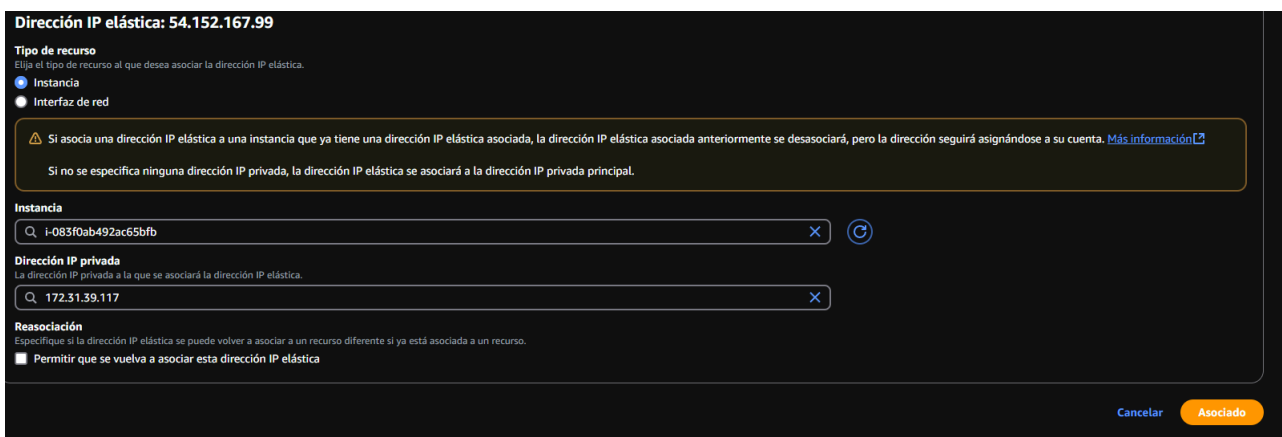 Dirección IP elástica: 54.152.167.99
Tipo de recurso
Elija el tipo de recurso al que desea asociar la dirección IP elástica.
Instancia
Interfaz de red
Si asocia una dirección IP elástica a una instancia que ya tiene una dirección IP elástica asociada, la dirección IP elástica asociada anteriormente se desasociará, pero la dirección seguirá asignándose a su cuenta. Más información
Si no se especifica ninguna dirección IP privada, la dirección IP elástica se asociará a la dirección IP privada principal.
Instancia
i-083f0ab492ac65bfb
Dirección IP privada
La dirección IP privada a la que se asociará la dirección IP elástica.
172.31.39.117
Reasociación
Especifique si la dirección IP elástica se puede volver a asociar a un recurso diferente si ya está asociada a un recurso.
Permitir que se vuelva a asociar esta dirección IP elástica
Cancelar Asociado